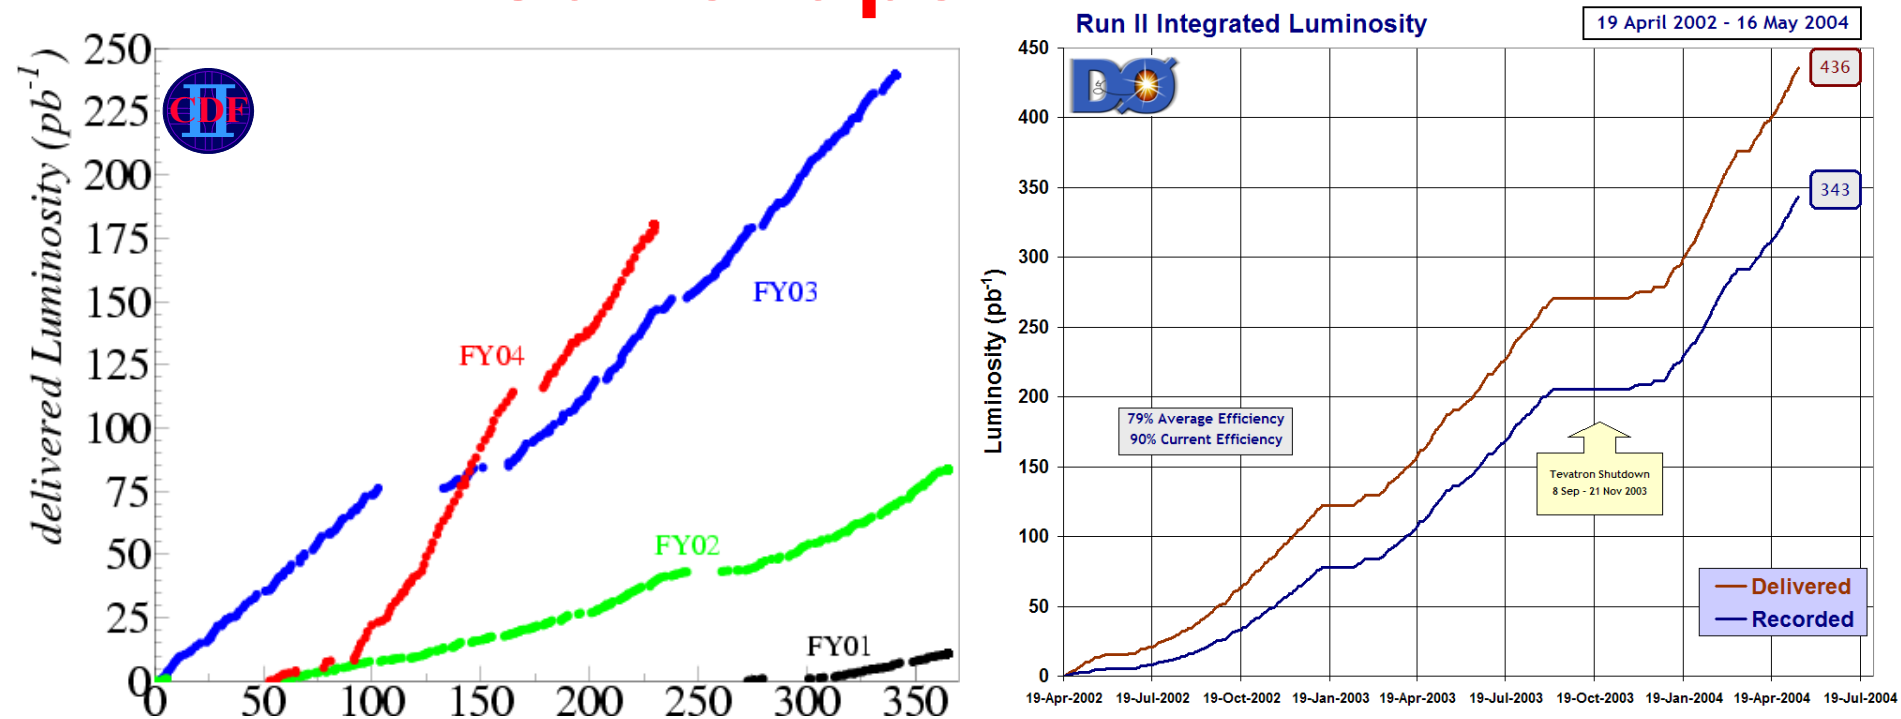 250
225
200
175
150
125
100
75
50
25
0
delivered Luminosity (pb-1)
CDF
II
FY04
FY03
FY02
FY01
0 50 100 150 200 250 300 350
Run II Integrated Luminosity
19 April 2002 - 16 May 2004
450
400
350
300
250
200
150
100
50
0
Luminosity (pb-1)
DØ
436
343
79% Average Efficiency
90% Current Efficiency
Tevatron Shutdown
8 Sep - 21 Nov 2003
Delivered
Recorded
19-Apr-2002 19-Jul-2002 19-Oct-2002 19-Jan-2003 19-Apr-2003 19-Jul-2003 19-Oct-2003 19-Jan-2004 19-Apr-2004 19-Jul-2004